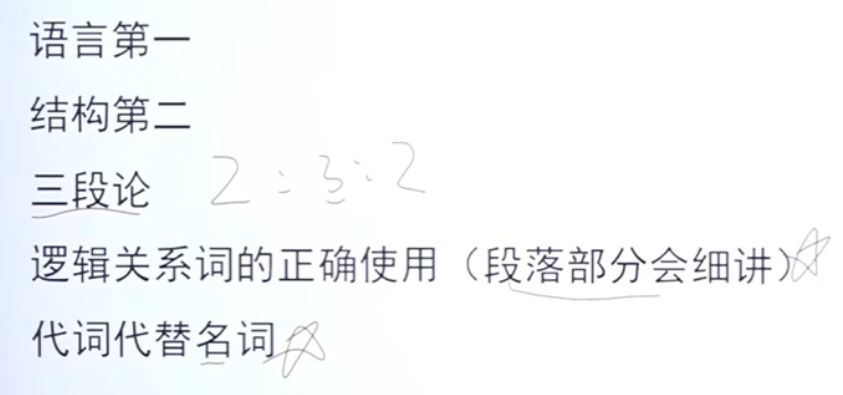 语言第一
结构第二
三段论 2:3:2
逻辑关系词的正确使用（段落部分会细讲）
代词代替名词